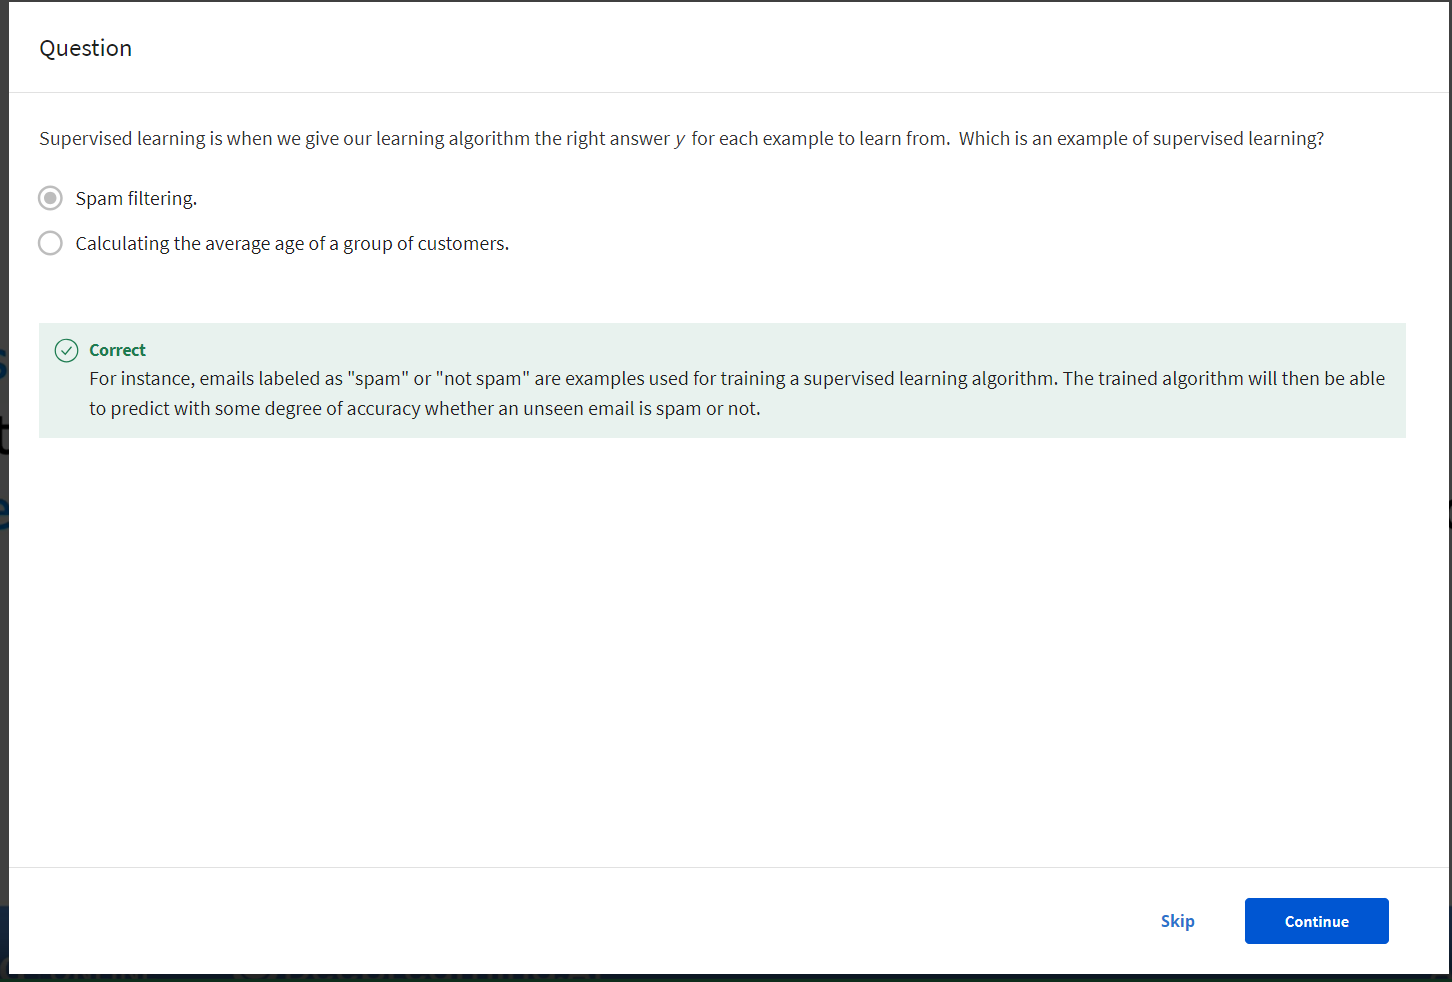 Question
Supervised learning is when we give our learning algorithm the right answer y for each example to learn from. Which is an example of supervised learning?
Spam filtering.
Calculating the average age of a group of customers.
Correct
For instance, emails labeled as "spam" or "not spam" are examples used for training a supervised learning algorithm. The trained algorithm will then be able
to predict with some degree of accuracy whether an unseen email is spam or not.
Skip
Continue